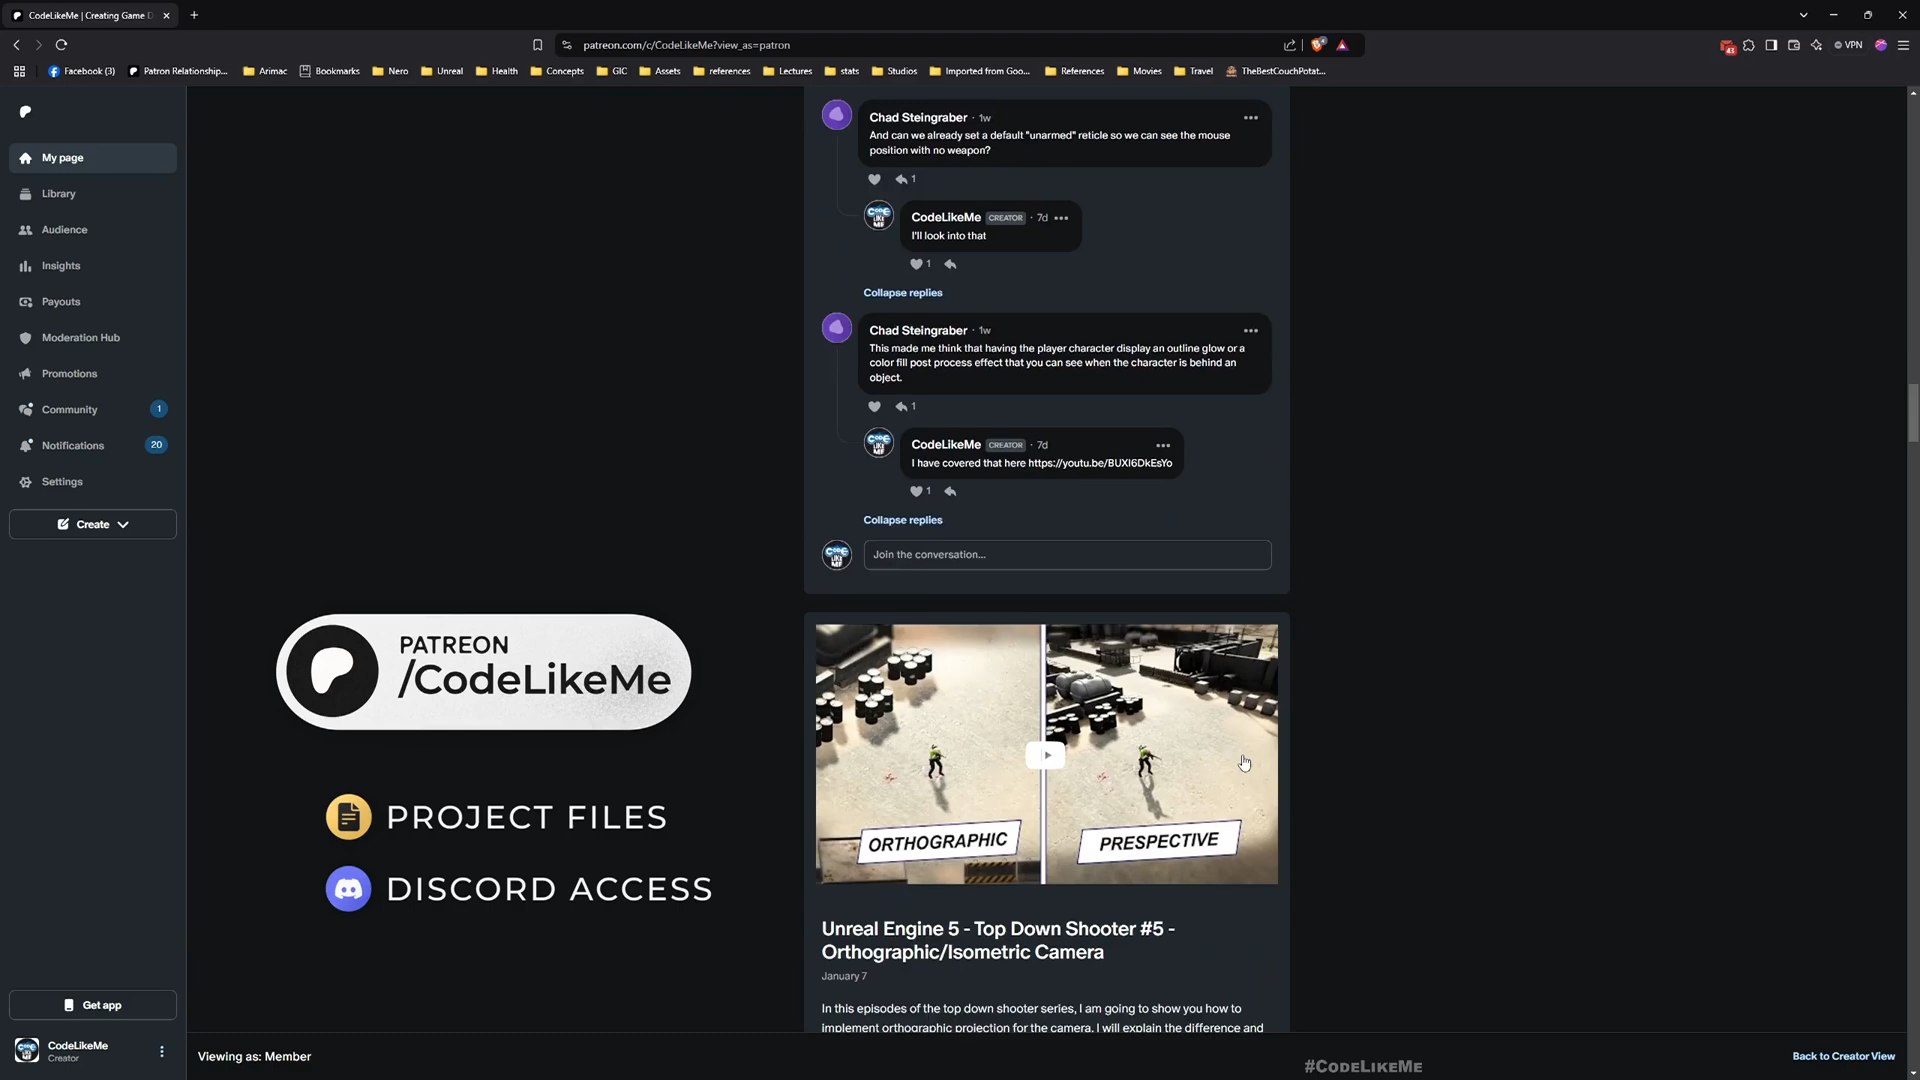 CodeLikeMe | Creating Game D
patreon.com/c/CodeLikeMe?view_as=patron
4
43
VPN
Facebook (3)
Patron Relationship...
Arimac
Bookmarks
Nero
Unreal
Health
Concepts
GIC
Assets
references
Lectures
stats
Studios
Imported from Goo...
References
Movies
Travel
TheBestCouchPotat...
My page
Library
Audience
Insights
Payouts
Moderation Hub
Promotions
Community 1
Notifications 20
Settings
Create
Get app
CodeLikeMe
Creator
Chad Steingraber · 1w
And can we already set a default "unarmed" reticle so we can see the mouse
position with no weapon?
1
CodeLikeMe CREATOR · 7d
I'll look into that
1
Collapse replies
Chad Steingraber · 1w
This made me think that having the player character display an outline glow or a
color fill post process effect that you can see when the character is behind an
object.
1
CodeLikeMe CREATOR · 7d
I have covered that here https://youtu.be/BUXI6DkEsYo
1
Collapse replies
CODE LIKE ME
Join the conversation...
PATREON
/CodeLikeMe
PROJECT FILES
DISCORD ACCESS
ORTHOGRAPHIC
PRESPECTIVE
Unreal Engine 5 - Top Down Shooter #5 -
Orthographic/Isometric Camera
January 7
In this episodes of the top down shooter series, I am going to show you how to
implement orthographic projection for the camera. I will explain the difference and
Viewing as: Member
#CODELIKEME
Back to Creator View